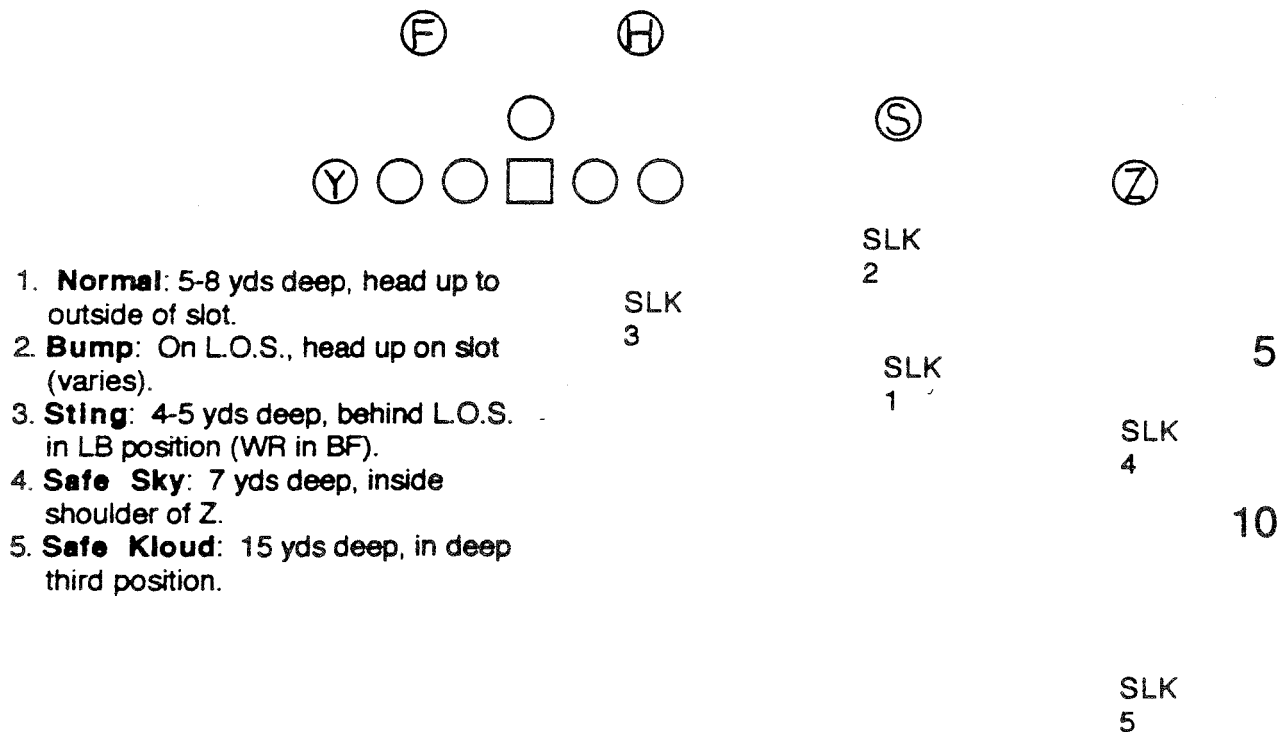 F H
S
Y Z
SLK
2
1. Normal: 5-8 yds deep, head up to
outside of slot.
2. Bump: On L.O.S., head up on slot
(varies).
3. Sting: 4-5 yds deep, behind L.O.S.
in LB position (WR in BF).
4. Safe Sky: 7 yds deep, inside
shoulder of Z.
5. Safe Kloud: 15 yds deep, in deep
third position.
SLK
3
5
SLK
1
SLK
4
10
SLK
5